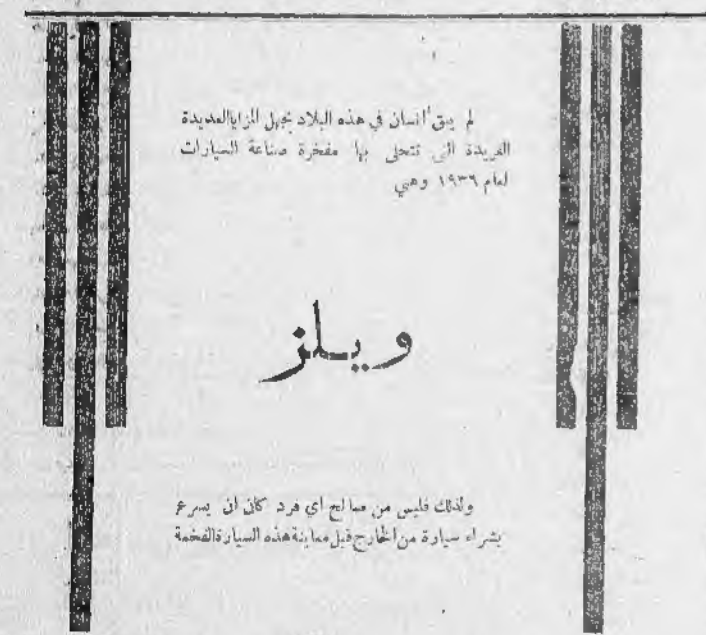 لم يبق انسان في هذه البلاد يجهل المزايا العديدة
الفريدة التي تتحلى بها مفخرة صناعة السيارات
لعام ١٩٣٦ وهي
ويلز
ولذلك فليس من صالح اي فرد كان ان يسرع
بشراء سيارة من الخارج قبل معاينة هذه السيارة الفخمة